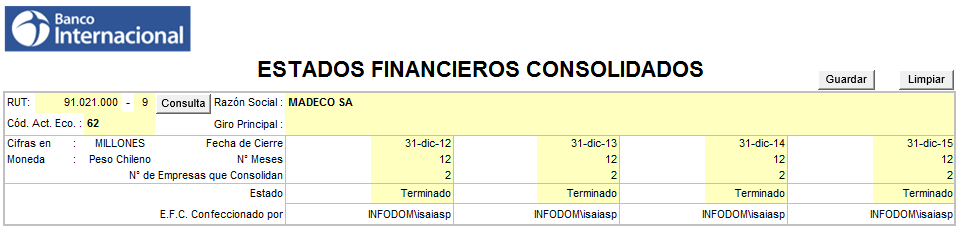 Banco
Internacional
ESTADOS FINANCIEROS CONSOLIDADOS
Guardar
Limpiar
RUT: 91.021.000 - 9 Consulta Razón Social : MADECO SA
Cód. Act. Eco. : 62 Giro Principal :
Cifras en : MILLONES Fecha de Cierre 31-dic-12 31-dic-13 31-dic-14 31-dic-15
Moneda : Peso Chileno N° Meses 12 12 12 12
N° de Empresas que Consolidan 2 2 2 2
Estado Terminado Terminado Terminado Terminado
E.F.C. Confeccionado por INFODOM\isaiasp INFODOM\isaiasp INFODOM\isaiasp INFODOM\isaiasp